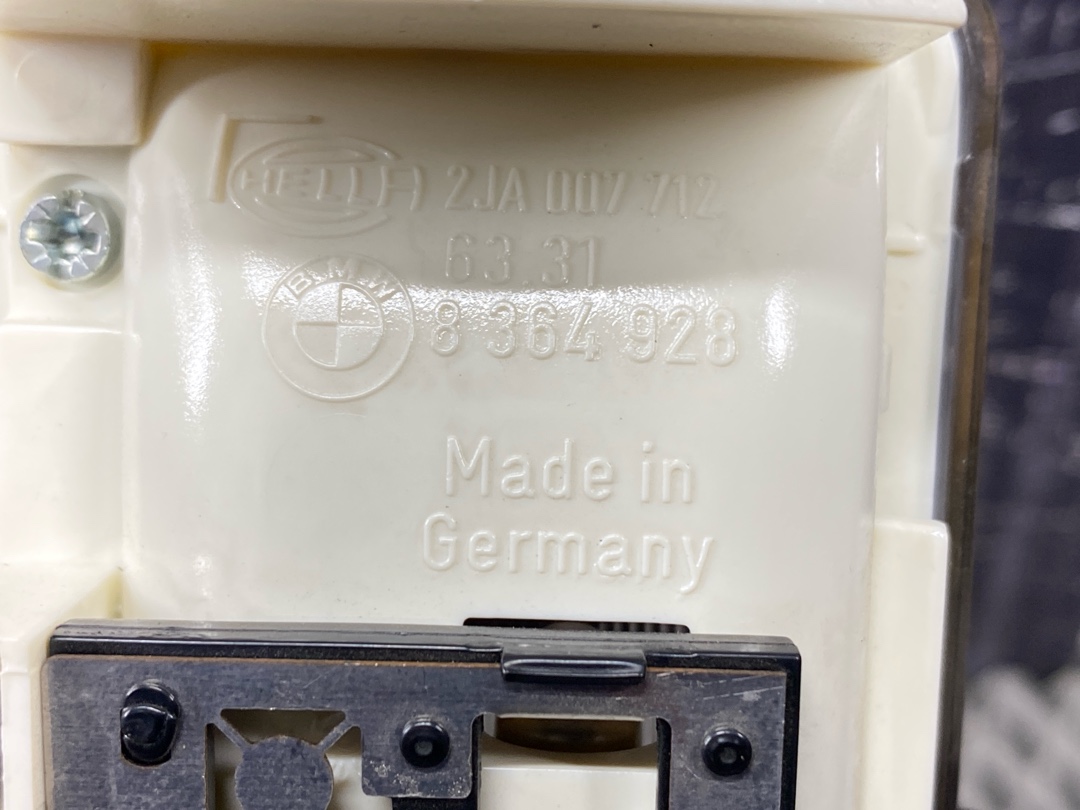 HELLA 2JA 007 712
63.31
BMW 8 364 928
Made in
Germany